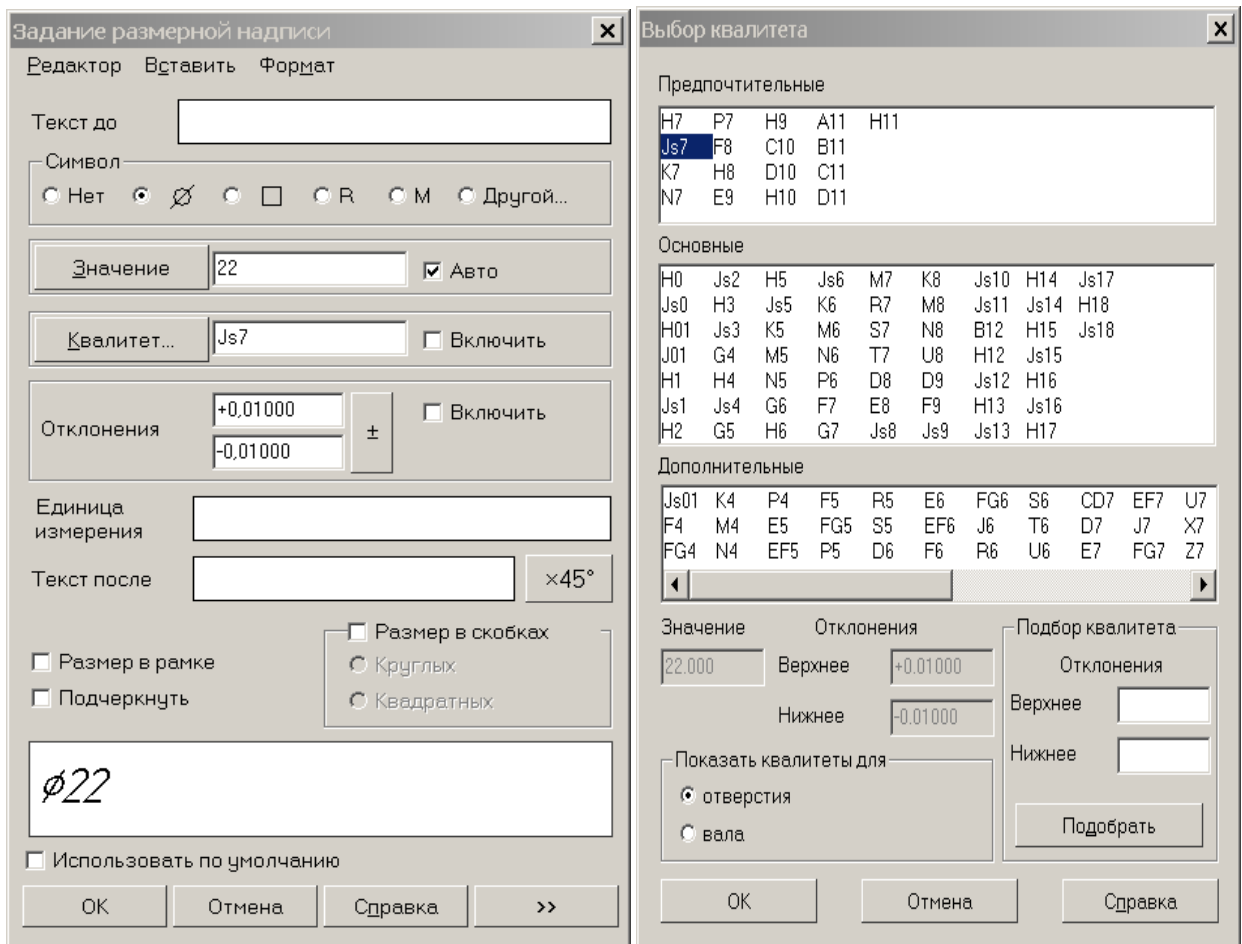 Задание размерной надписи
Редактор Вставить Формат
Текст до
Символ
Нет ⌀ □ R M Другой...
Значение 22 Авто
Квалитет... Js7 Включить
Отклонения +0,01000 ± Включить
-0,01000
Единица
измерения
Текст после ×45°
Размер в скобках
Размер в рамке Круглых
Подчеркнуть Квадратных
⌀22
Использовать по умолчанию
OK Отмена Справка >>
Выбор квалитета
Предпочтительные
H7 P7 H9 A11 H11
Js7 F8 C10 B11
K7 H8 D10 C11
N7 E9 H10 D11
Основные
H0 Js2 H5 Js6 M7 K8 Js10 H14 Js17
Js0 H3 Js5 K6 R7 M8 Js11 Js14 H18
H01 Js3 K5 M6 S7 N8 B12 H15 Js18
J01 G4 M5 N6 T7 U8 H12 Js15
H1 H4 N5 P6 D8 D9 Js12 H16
Js1 Js4 G6 F7 E8 F9 H13 Js16
H2 G5 H6 G7 Js8 Js9 Js13 H17
Дополнительные
Js01 K4 P4 F5 R5 E6 FG6 S6 CD7 EF7 U7
F4 M4 E5 FG5 S5 EF6 J6 T6 D7 J7 X7
FG4 N4 EF5 P5 D6 F6 R6 U6 E7 FG7 Z7
Значение Отклонения
22.000 Верхнее +0.01000
Нижнее -0.01000
Подбор квалитета
Отклонения
Верхнее
Нижнее
Подобрать
Показать квалитеты для
отверстия
вала
OK Отмена Справка